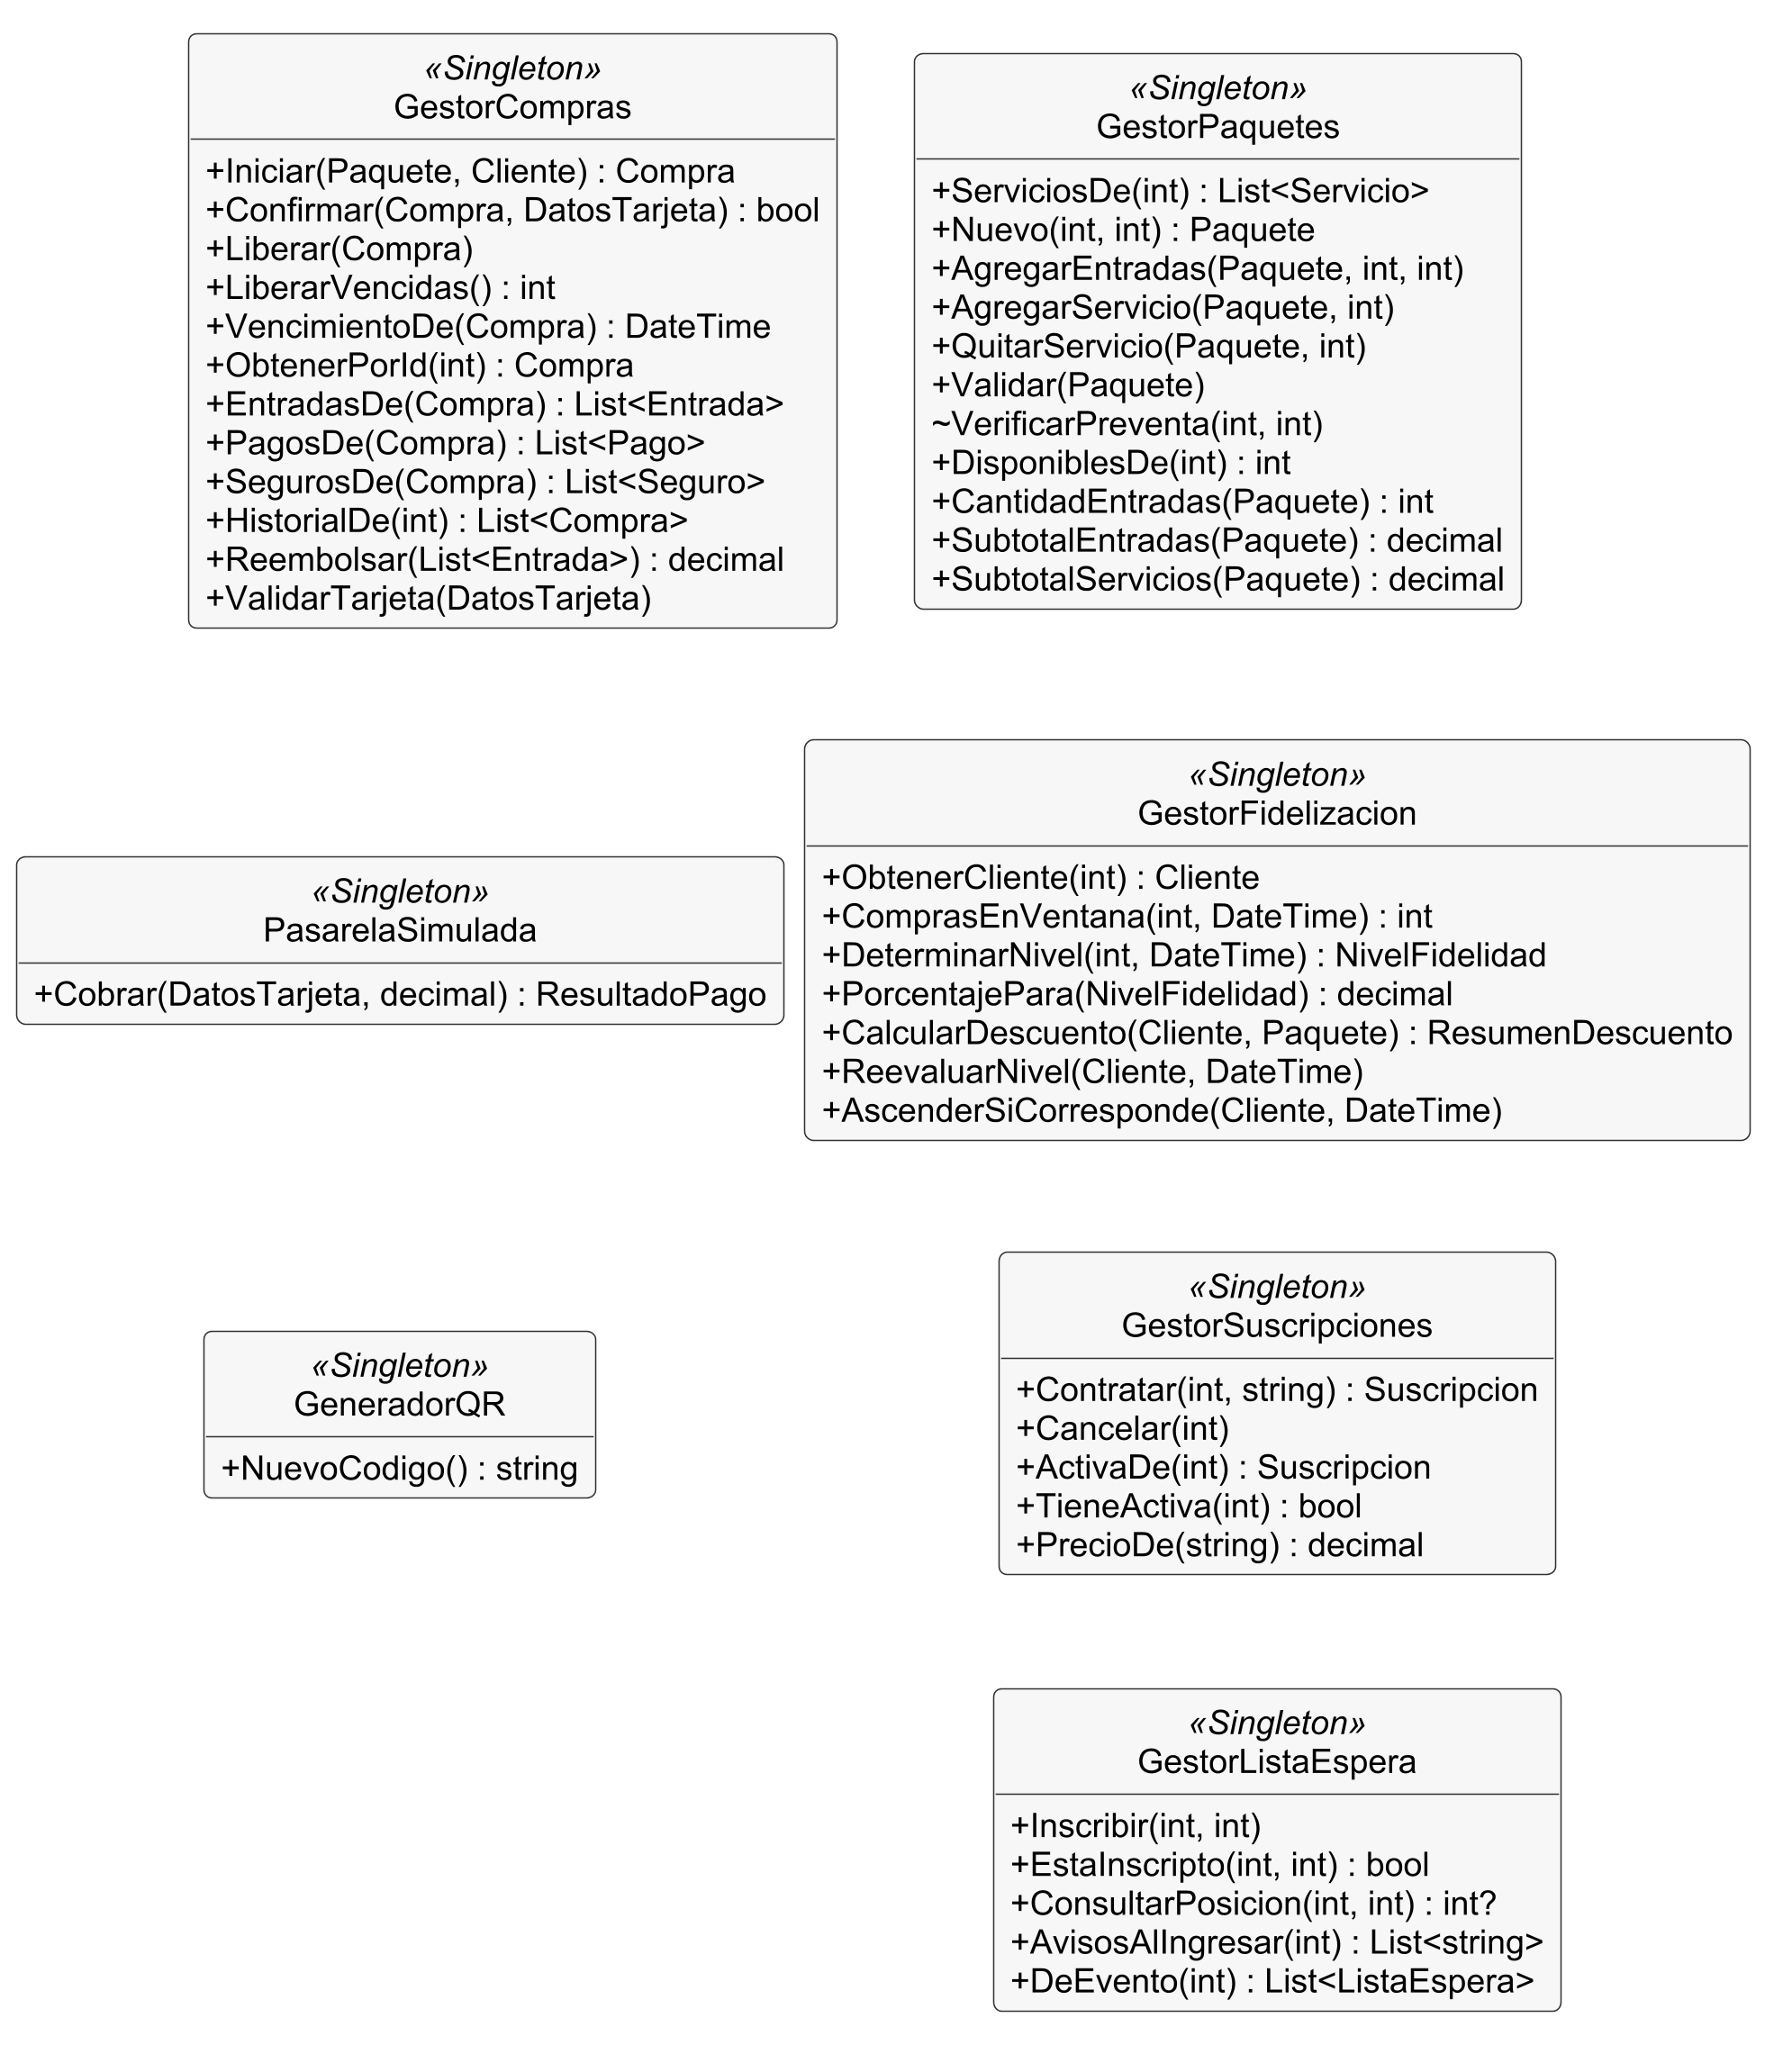 «Singleton»
GestorCompras
+Iniciar(Paquete, Cliente) : Compra
+Confirmar(Compra, DatosTarjeta) : bool
+Liberar(Compra)
+LiberarVencidas() : int
+VencimientoDe(Compra) : DateTime
+ObtenerPorId(int) : Compra
+EntradasDe(Compra) : List<Entrada>
+PagosDe(Compra) : List<Pago>
+SegurosDe(Compra) : List<Seguro>
+HistorialDe(int) : List<Compra>
+Reembolsar(List<Entrada>) : decimal
+ValidarTarjeta(DatosTarjeta)
«Singleton»
GestorPaquetes
+ServiciosDe(int) : List<Servicio>
+Nuevo(int, int) : Paquete
+AgregarEntradas(Paquete, int, int)
+AgregarServicio(Paquete, int)
+QuitarServicio(Paquete, int)
+Validar(Paquete)
~VerificarPreventa(int, int)
+DisponiblesDe(int) : int
+CantidadEntradas(Paquete) : int
+SubtotalEntradas(Paquete) : decimal
+SubtotalServicios(Paquete) : decimal
«Singleton»
PasarelaSimulada
+Cobrar(DatosTarjeta, decimal) : ResultadoPago
«Singleton»
GestorFidelizacion
+ObtenerCliente(int) : Cliente
+ComprasEnVentana(int, DateTime) : int
+DeterminarNivel(int, DateTime) : NivelFidelidad
+PorcentajePara(NivelFidelidad) : decimal
+CalcularDescuento(Cliente, Paquete) : ResumenDescuento
+ReevaluarNivel(Cliente, DateTime)
+AscenderSiCorresponde(Cliente, DateTime)
«Singleton»
GeneradorQR
+NuevoCodigo() : string
«Singleton»
GestorSuscripciones
+Contratar(int, string) : Suscripcion
+Cancelar(int)
+ActivaDe(int) : Suscripcion
+TieneActiva(int) : bool
+PrecioDe(string) : decimal
«Singleton»
GestorListaEspera
+Inscribir(int, int)
+EstaInscripto(int, int) : bool
+ConsultarPosicion(int, int) : int?
+AvisosAlIngresar(int) : List<string>
+DeEvento(int) : List<ListaEspera>